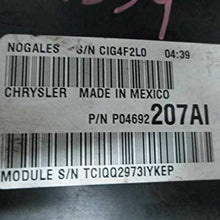 NOGALES S/N CIG4F2L0 04:39
CHRYSLER MADE IN MEXICO
P/N P04692 207AI
MODULE S/N TCIQQ2973IYKEP